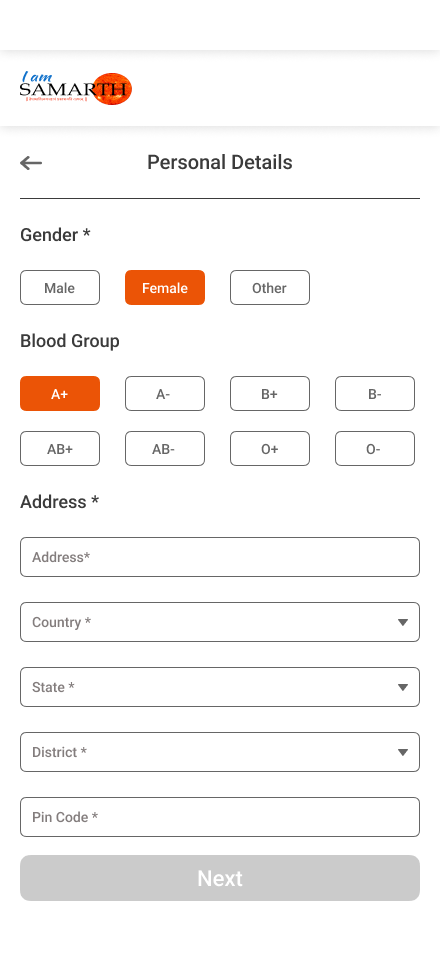 I am
SAMARTH
Personal Details
Gender *
Male Female Other
Blood Group
A+ A- B+ B-
AB+ AB- O+ O-
Address *
Address*
Country *
State *
District *
Pin Code *
Next